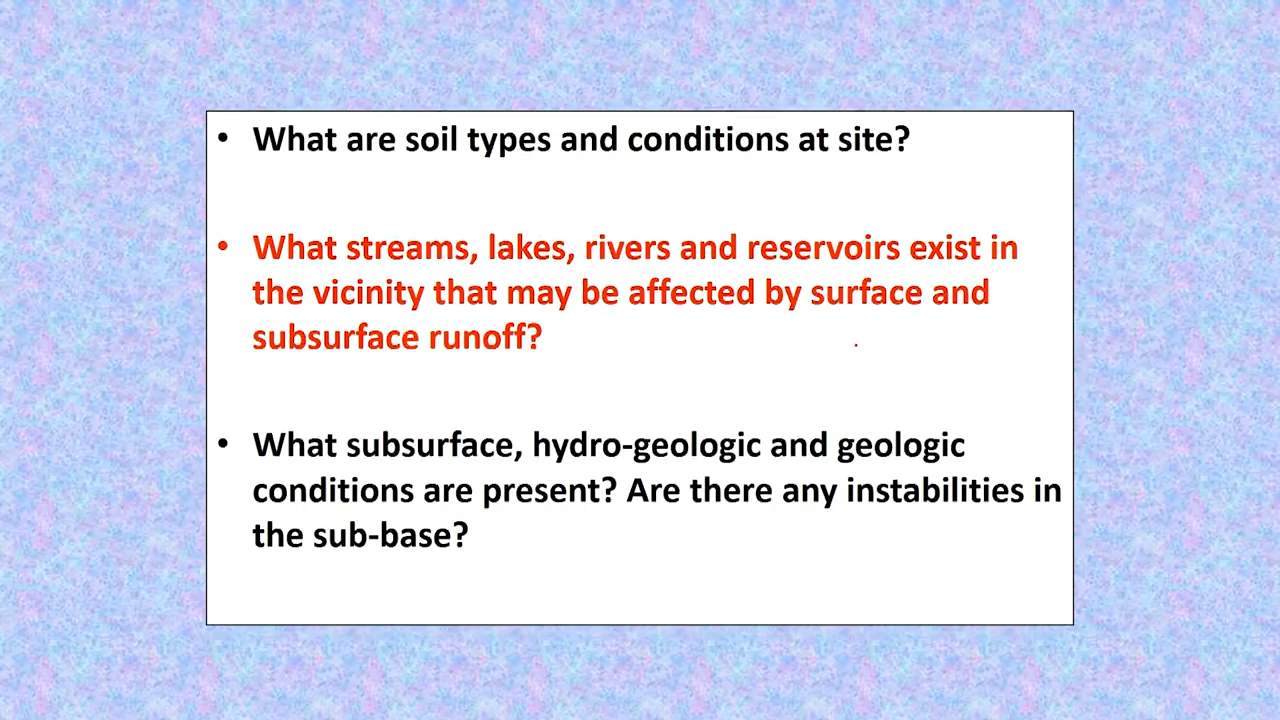 • What are soil types and conditions at site?
• What streams, lakes, rivers and reservoirs exist in
the vicinity that may be affected by surface and
subsurface runoff?
• What subsurface, hydro-geologic and geologic
conditions are present? Are there any instabilities in
the sub-base?